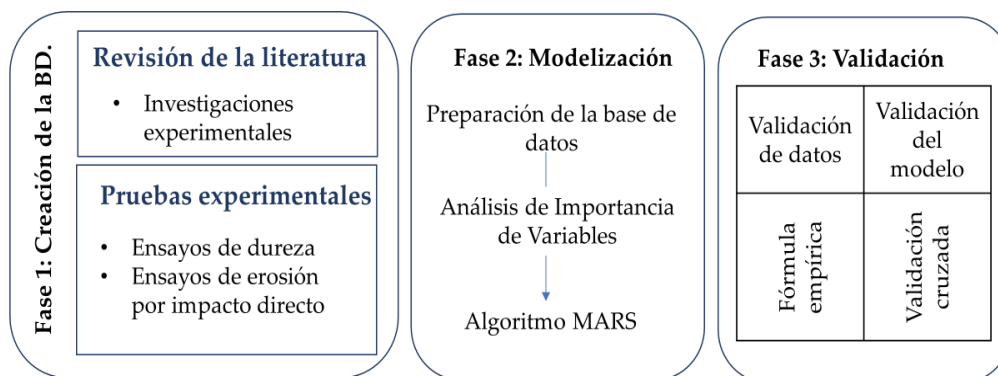 Fase 1: Creación de la BD.
Revisión de la literatura
• Investigaciones
experimentales
Pruebas experimentales
• Ensayos de dureza
• Ensayos de erosión
por impacto directo
Fase 2: Modelización
Preparación de la base de
datos
Análisis de Importancia
de Variables
Algoritmo MARS
Fase 3: Validación
Validación
de datos
Validación
del
modelo
Fórmula
empírica
Validación
cruzada